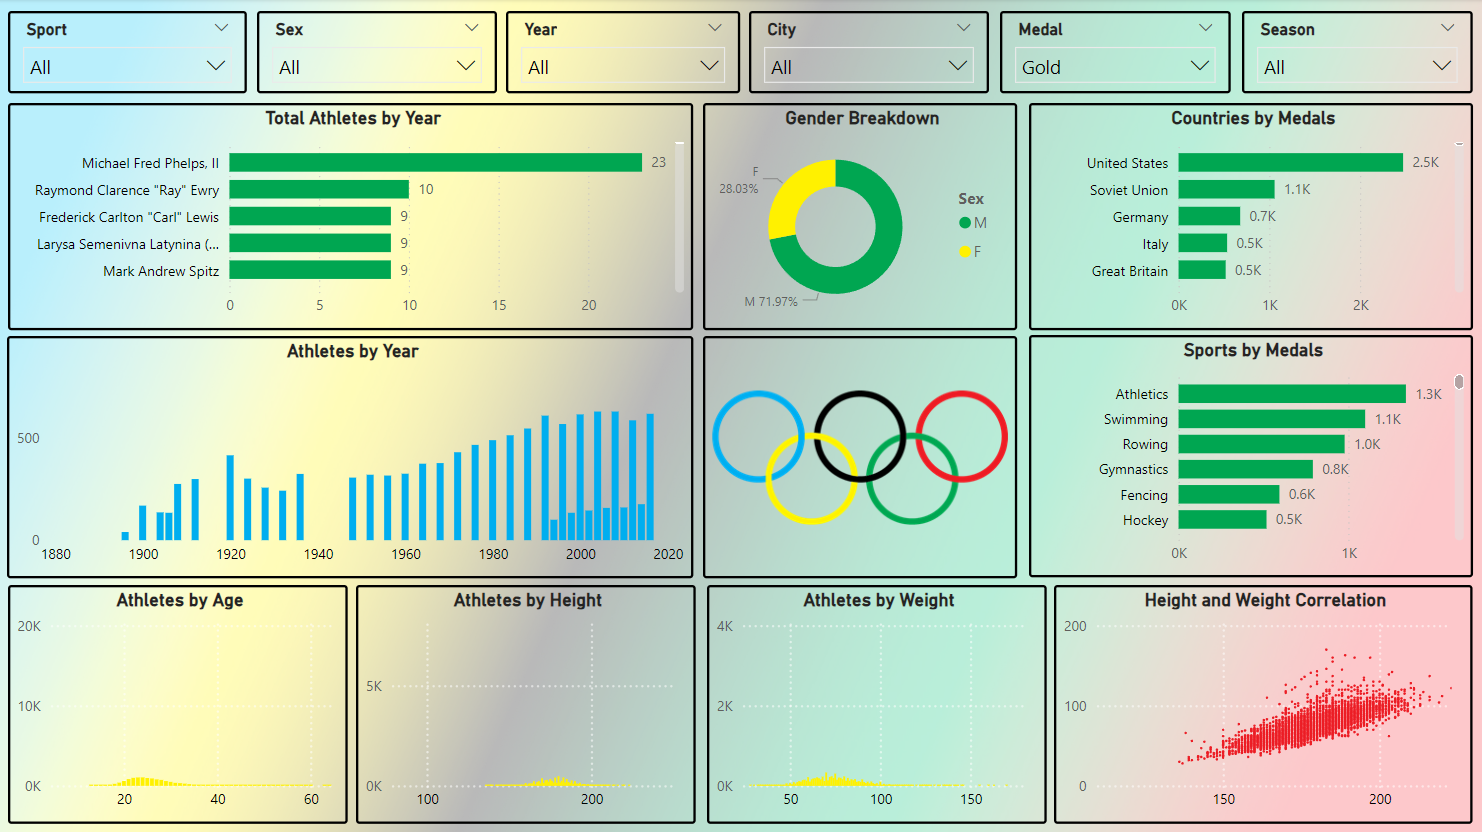 Sport
Sex
Year
City
Medal
Season
All
All
All
All
Gold
All
Total Athletes by Year
Michael Fred Phelps, II
23
Raymond Clarence "Ray" Ewry
10
Frederick Carlton "Carl" Lewis
9
Larysa Semenivna Latynina (...
9
Mark Andrew Spitz
9
0 5 10 15 20
Gender Breakdown
F
28.03%
M 71.97%
Sex
M
F
Countries by Medals
United States
2.5K
Soviet Union
1.1K
Germany
0.7K
Italy
0.5K
Great Britain
0.5K
0K 1K 2K
Athletes by Year
500
0
1880 1900 1920 1940 1960 1980 2000 2020
Sports by Medals
Athletics
1.3K
Swimming
1.1K
Rowing
1.0K
Gymnastics
0.8K
Fencing
0.6K
Hockey
0.5K
0K 1K
Athletes by Age
20K
10K
0K
20 40 60
Athletes by Height
5K
0K
100 200
Athletes by Weight
4K
2K
0K
50 100 150
Height and Weight Correlation
200
100
0
150 200